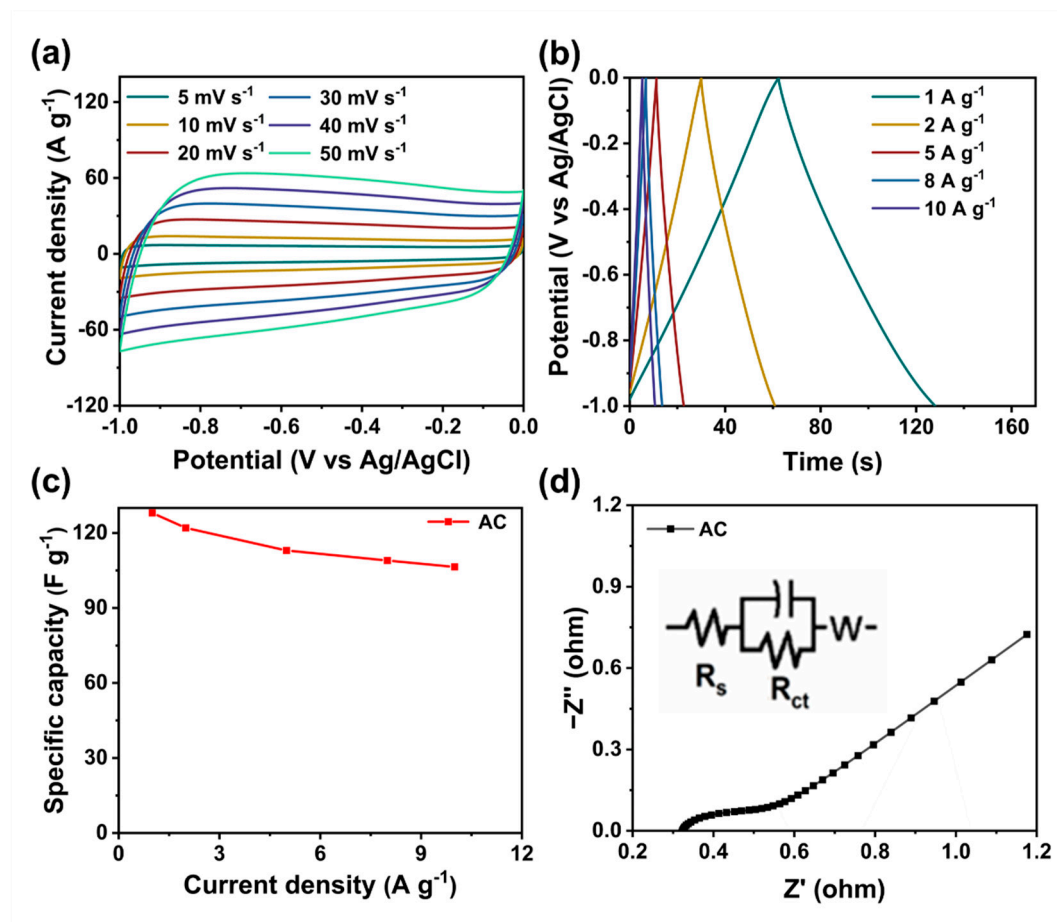 (a)
5 mV s⁻¹
30 mV s⁻¹
10 mV s⁻¹
40 mV s⁻¹
20 mV s⁻¹
50 mV s⁻¹
120
60
0
-60
-120
Current density (A g⁻¹)
-1.0
-0.8
-0.6
-0.4
-0.2
0.0
Potential (V vs Ag/AgCl)
(b)
1 A g⁻¹
2 A g⁻¹
5 A g⁻¹
8 A g⁻¹
10 A g⁻¹
0.0
-0.2
-0.4
-0.6
-0.8
-1.0
Potential (V vs Ag/AgCl)
0
40
80
120
160
Time (s)
(c)
AC
120
90
60
30
0
Specific capacity (F g⁻¹)
0
3
6
9
12
Current density (A g⁻¹)
(d)
AC
W
Rs
Rct
1.2
0.9
0.6
0.3
0.0
−Z'' (ohm)
0.2
0.4
0.6
0.8
1.0
1.2
Z' (ohm)